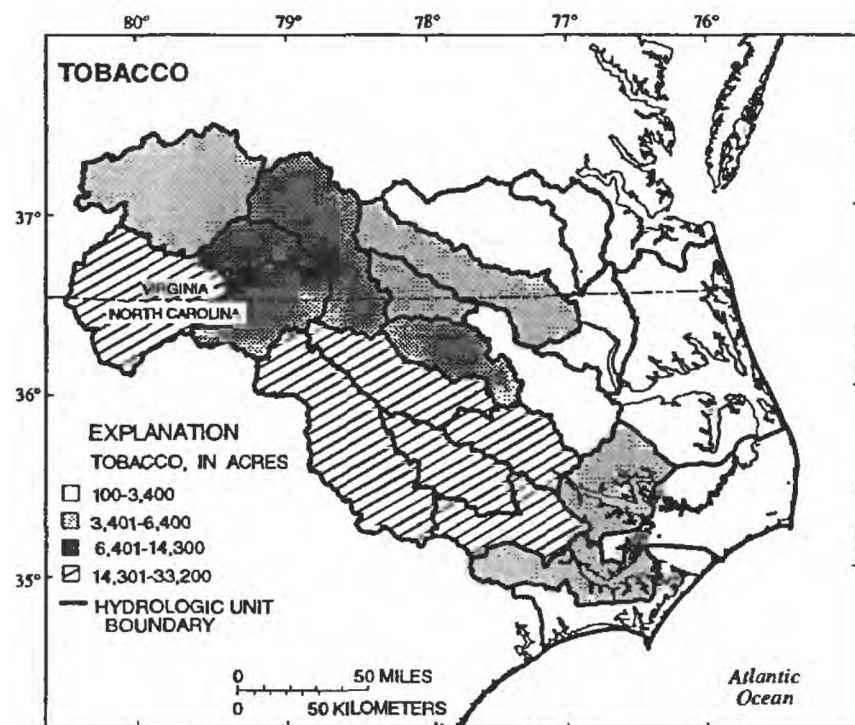 80° 79° 78° 77° 76°
TOBACCO
37°
VIRGINIA
NORTH CAROLINA
36°
EXPLANATION
TOBACCO, IN ACRES
100-3,400
3,401-6,400
6,401-14,300
14,301-33,200
HYDROLOGIC UNIT
BOUNDARY
35°
0 50 MILES
0 50 KILOMETERS
Atlantic
Ocean